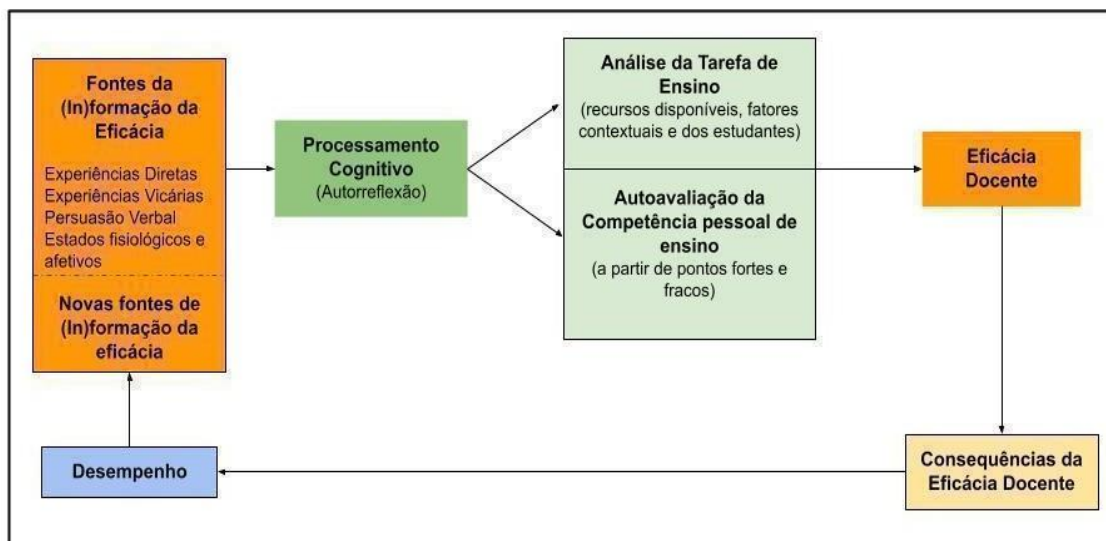 Fontes da
(In)formação da
Eficácia
Experiências Diretas
Experiências Vicárias
Persuasão Verbal
Estados fisiológicos e
afetivos
Novas fontes de
(In)formação da
eficácia
Processamento
Cognitivo
(Autorreflexão)
Análise da Tarefa de
Ensino
(recursos disponíveis, fatores
contextuais e dos estudantes)
Autoavaliação da
Competência pessoal de
ensino
(a partir de pontos fortes e
fracos)
Eficácia
Docente
Consequências da
Eficácia Docente
Desempenho